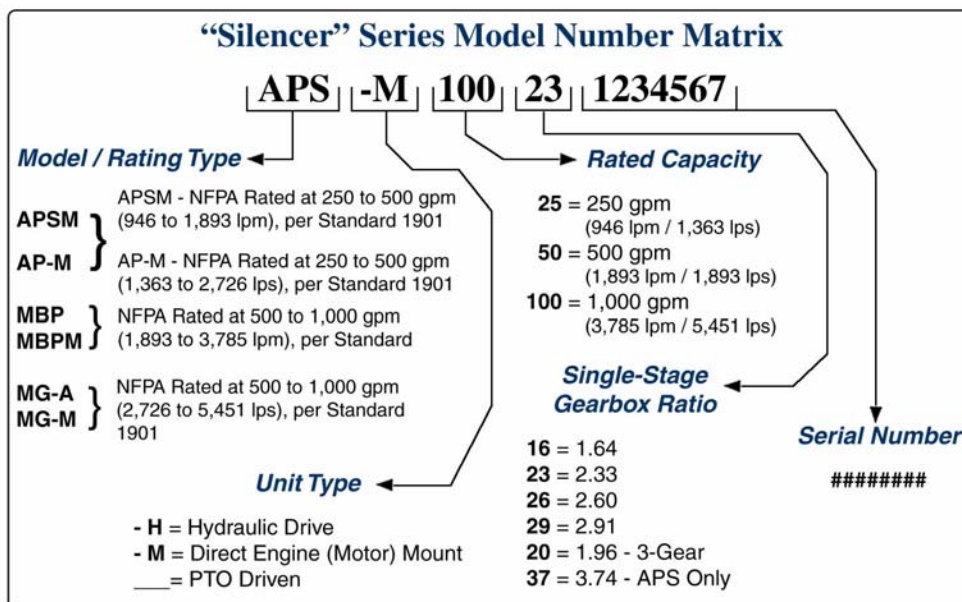 “Silencer” Series Model Number Matrix
APS -M 100 23 1234567
Model / Rating Type
APSM
AP-M
APSM - NFPA Rated at 250 to 500 gpm
(946 to 1,893 lpm), per Standard 1901
AP-M - NFPA Rated at 250 to 500 gpm
(1,363 to 2,726 lps), per Standard 1901
MBP
MBPM
NFPA Rated at 500 to 1,000 gpm
(1,893 to 3,785 lpm), per Standard
MG-A
MG-M
NFPA Rated at 500 to 1,000 gpm
(2,726 to 5,451 lps), per Standard
1901
Unit Type
- H = Hydraulic Drive
- M = Direct Engine (Motor) Mount
___= PTO Driven
Rated Capacity
25 = 250 gpm
(946 lpm / 1,363 lps)
50 = 500 gpm
(1,893 lpm / 1,893 lps)
100 = 1,000 gpm
(3,785 lpm / 5,451 lps)
Single-Stage
Gearbox Ratio
16 = 1.64
23 = 2.33
26 = 2.60
29 = 2.91
20 = 1.96 - 3-Gear
37 = 3.74 - APS Only
Serial Number
########